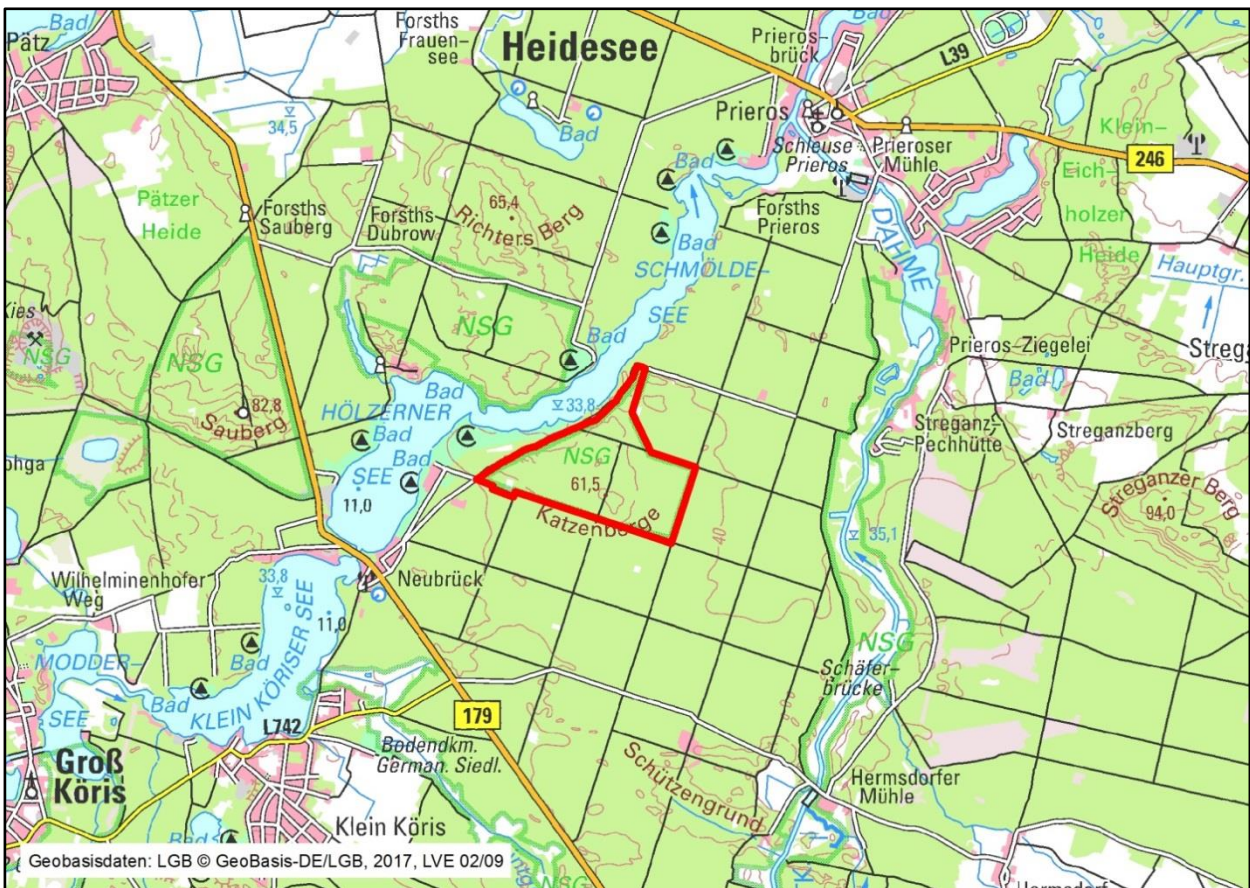 Bad
Pätz
Forsths
Frauen-
see
Heidesee
Prieros-
brück
Bad
L39
34,5
Bad
Prieros
Schleuse
Prieros
Prieroser
Mühle
246
Klein-
Eich-
holzer
Heide
Pätzer
Heide
Forsths
Sauberg
Forsths
Dubrow
65,4
Richters Berg
Bad
Bad
SCHMÖLDE-
SEE
Forsths
Prieros
DAHME
Hauptgr.
Kies
NSG
NSG
82,8
Sauberg
NSG
Bad
Bad
HÖLZERNER
SEE
Bad
Bad
11,0
33,8
NSG
61,5
Katzenberge
40
Prieros-Ziegelei
Bad
Streganz-
Pechhütte
Streganzberg
Streganzer Berg
94,0
35,1
Wilhelminenhofer
Weg
33,8
11,0
Neubrück
MODDER-
SEE
Bad
Bad
KLEIN KÖRISER SEE
L742
179
Bodendkm.
German. Siedl.
NSG
Schäfer-
brücke
Groß
Köris
Klein Köris
Bad
Schützengrund
Hermsdorfer
Mühle
NSG
Hermsdorf
Geobasisdaten: LGB © GeoBasis-DE/LGB, 2017, LVE 02/09